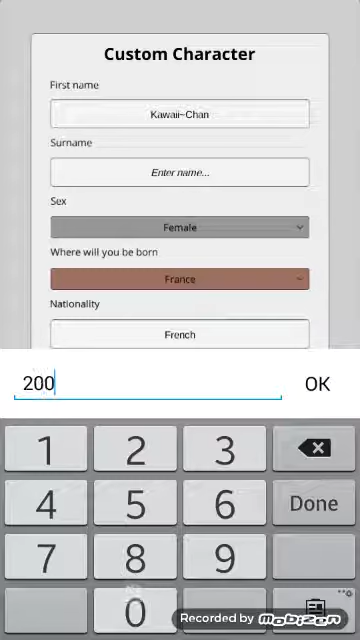 Custom Character
First name
Kawaii~Chan
Surname
Enter name...
Sex
Female
Where will you be born
France
Nationality
French
200
OK
1
2
3
4
5
6
Done
7
8
9
0
Recorded by mobizen